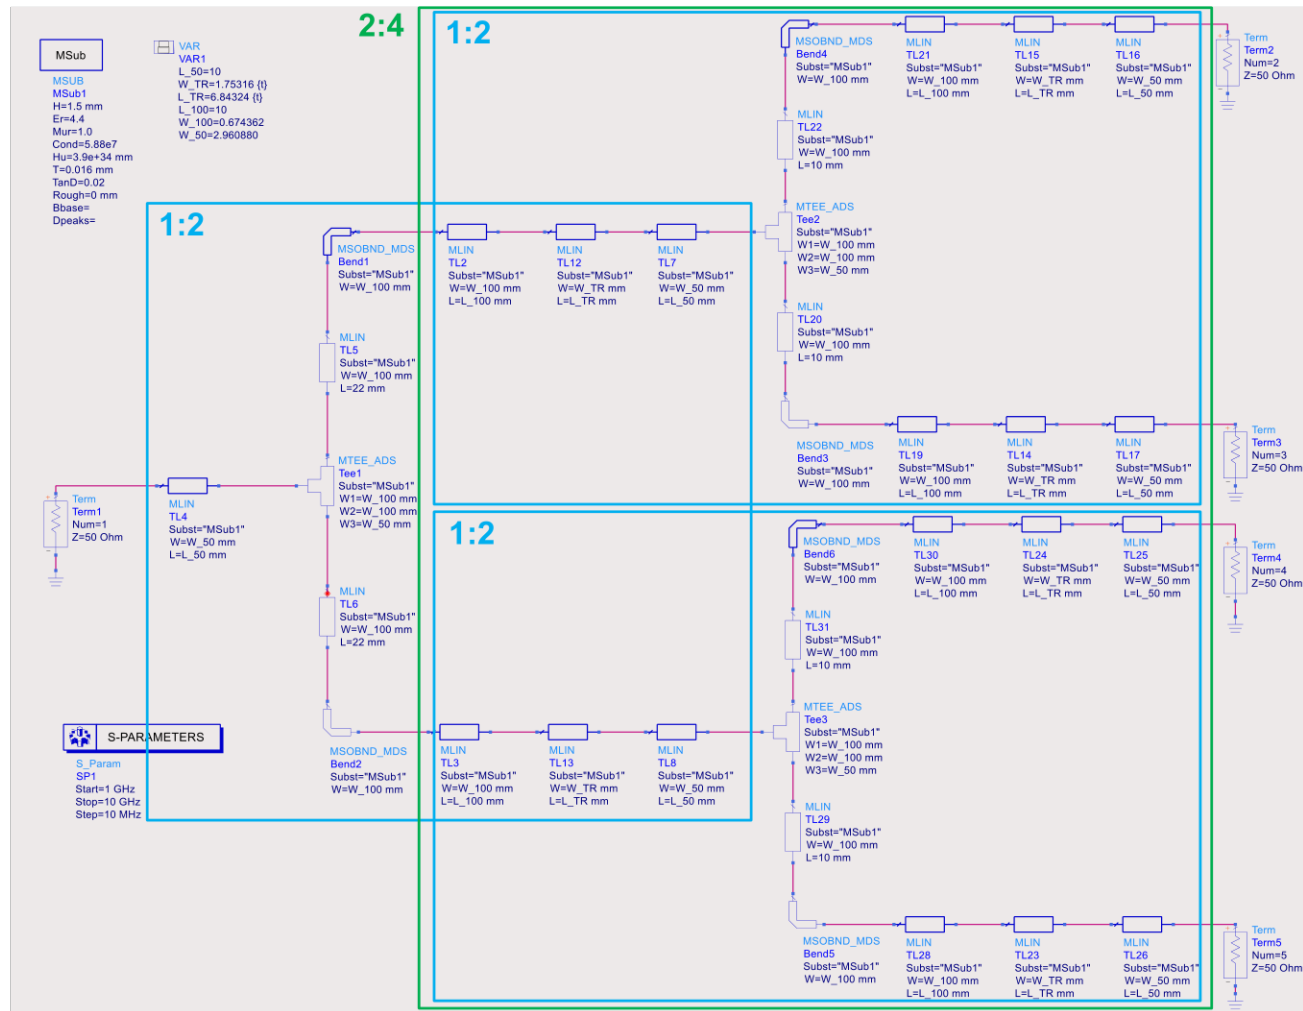 2:4
1:2
MSub
MSUB
MSub1
H=1.5 mm
Er=4.4
Mur=1.0
Cond=5.88e7
Hu=3.9e+34 mm
T=0.016 mm
TanD=0.02
Rough=0 mm
Bbase=
Dpeaks=
VAR
VAR1
L_50=10
W_TR=1.75316 {t}
L_TR=6.84324 {t}
L_100=10
W_100=0.674362
W_50=2.960880
MSOBND_MDS
Bend4
Subst="MSub1"
W=W_100 mm
MLIN
TL21
Subst="MSub1"
W=W_100 mm
L=L_100 mm
MLIN
TL15
Subst="MSub1"
W=W_TR mm
L=L_TR mm
MLIN
TL16
Subst="MSub1"
W=W_50 mm
L=L_50 mm
Term
Term2
Num=2
Z=50 Ohm
MLIN
TL22
Subst="MSub1"
W=W_100 mm
L=10 mm
MTEE_ADS
Tee2
Subst="MSub1"
W1=W_100 mm
W2=W_100 mm
W3=W_50 mm
1:2
MSOBND_MDS
Bend1
Subst="MSub1"
W=W_100 mm
MLIN
TL2
Subst="MSub1"
W=W_100 mm
L=L_100 mm
MLIN
TL12
Subst="MSub1"
W=W_TR mm
L=L_TR mm
MLIN
TL7
Subst="MSub1"
W=W_50 mm
L=L_50 mm
MLIN
TL20
Subst="MSub1"
W=W_100 mm
L=10 mm
MLIN
TL5
Subst="MSub1"
W=W_100 mm
L=22 mm
MSOBND_MDS
Bend3
Subst="MSub1"
W=W_100 mm
MLIN
TL19
Subst="MSub1"
W=W_100 mm
L=L_100 mm
MLIN
TL14
Subst="MSub1"
W=W_TR mm
L=L_TR mm
MLIN
TL17
Subst="MSub1"
W=W_50 mm
L=L_50 mm
Term
Term3
Num=3
Z=50 Ohm
MTEE_ADS
Tee1
Subst="MSub1"
W1=W_100 mm
W2=W_100 mm
W3=W_50 mm
Term
Term1
Num=1
Z=50 Ohm
MLIN
TL4
Subst="MSub1"
W=W_50 mm
L=L_50 mm
1:2
MSOBND_MDS
Bend6
Subst="MSub1"
W=W_100 mm
MLIN
TL30
Subst="MSub1"
W=W_100 mm
L=L_100 mm
MLIN
TL24
Subst="MSub1"
W=W_TR mm
L=L_TR mm
MLIN
TL25
Subst="MSub1"
W=W_50 mm
L=L_50 mm
Term
Term4
Num=4
Z=50 Ohm
MLIN
TL6
Subst="MSub1"
W=W_100 mm
L=22 mm
MLIN
TL31
Subst="MSub1"
W=W_100 mm
L=10 mm
MTEE_ADS
Tee3
Subst="MSub1"
W1=W_100 mm
W2=W_100 mm
W3=W_50 mm
S-PARAMETERS
S_Param
SP1
Start=1 GHz
Stop=10 GHz
Step=10 MHz
MSOBND_MDS
Bend2
Subst="MSub1"
W=W_100 mm
MLIN
TL3
Subst="MSub1"
W=W_100 mm
L=L_100 mm
MLIN
TL13
Subst="MSub1"
W=W_TR mm
L=L_TR mm
MLIN
TL8
Subst="MSub1"
W=W_50 mm
L=L_50 mm
MLIN
TL29
Subst="MSub1"
W=W_100 mm
L=10 mm
MSOBND_MDS
Bend5
Subst="MSub1"
W=W_100 mm
MLIN
TL28
Subst="MSub1"
W=W_100 mm
L=L_100 mm
MLIN
TL23
Subst="MSub1"
W=W_TR mm
L=L_TR mm
MLIN
TL26
Subst="MSub1"
W=W_50 mm
L=L_50 mm
Term
Term5
Num=5
Z=50 Ohm